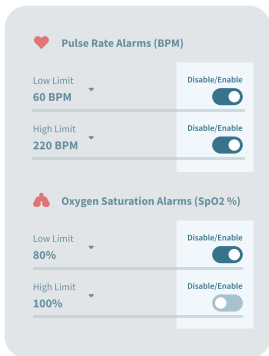 Pulse Rate Alarms (BPM)
Disable/Enable
Low Limit
60 BPM
Disable/Enable
High Limit
220 BPM
Oxygen Saturation Alarms (SpO2 %)
Disable/Enable
Low Limit
80%
Disable/Enable
High Limit
100%